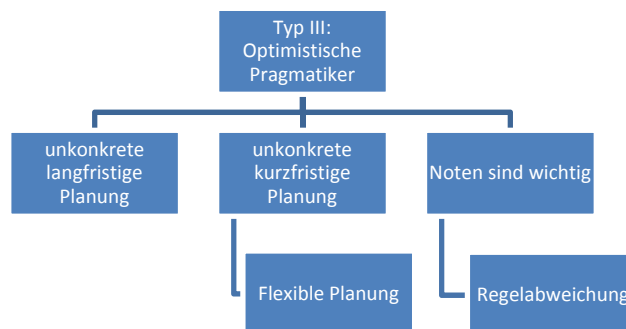 Typ III:
Optimistische
Pragmatiker
unkonkrete
langfristige
Planung
unkonkrete
kurzfristige
Planung
Noten sind wichtig
Flexible Planung
Regelabweichung